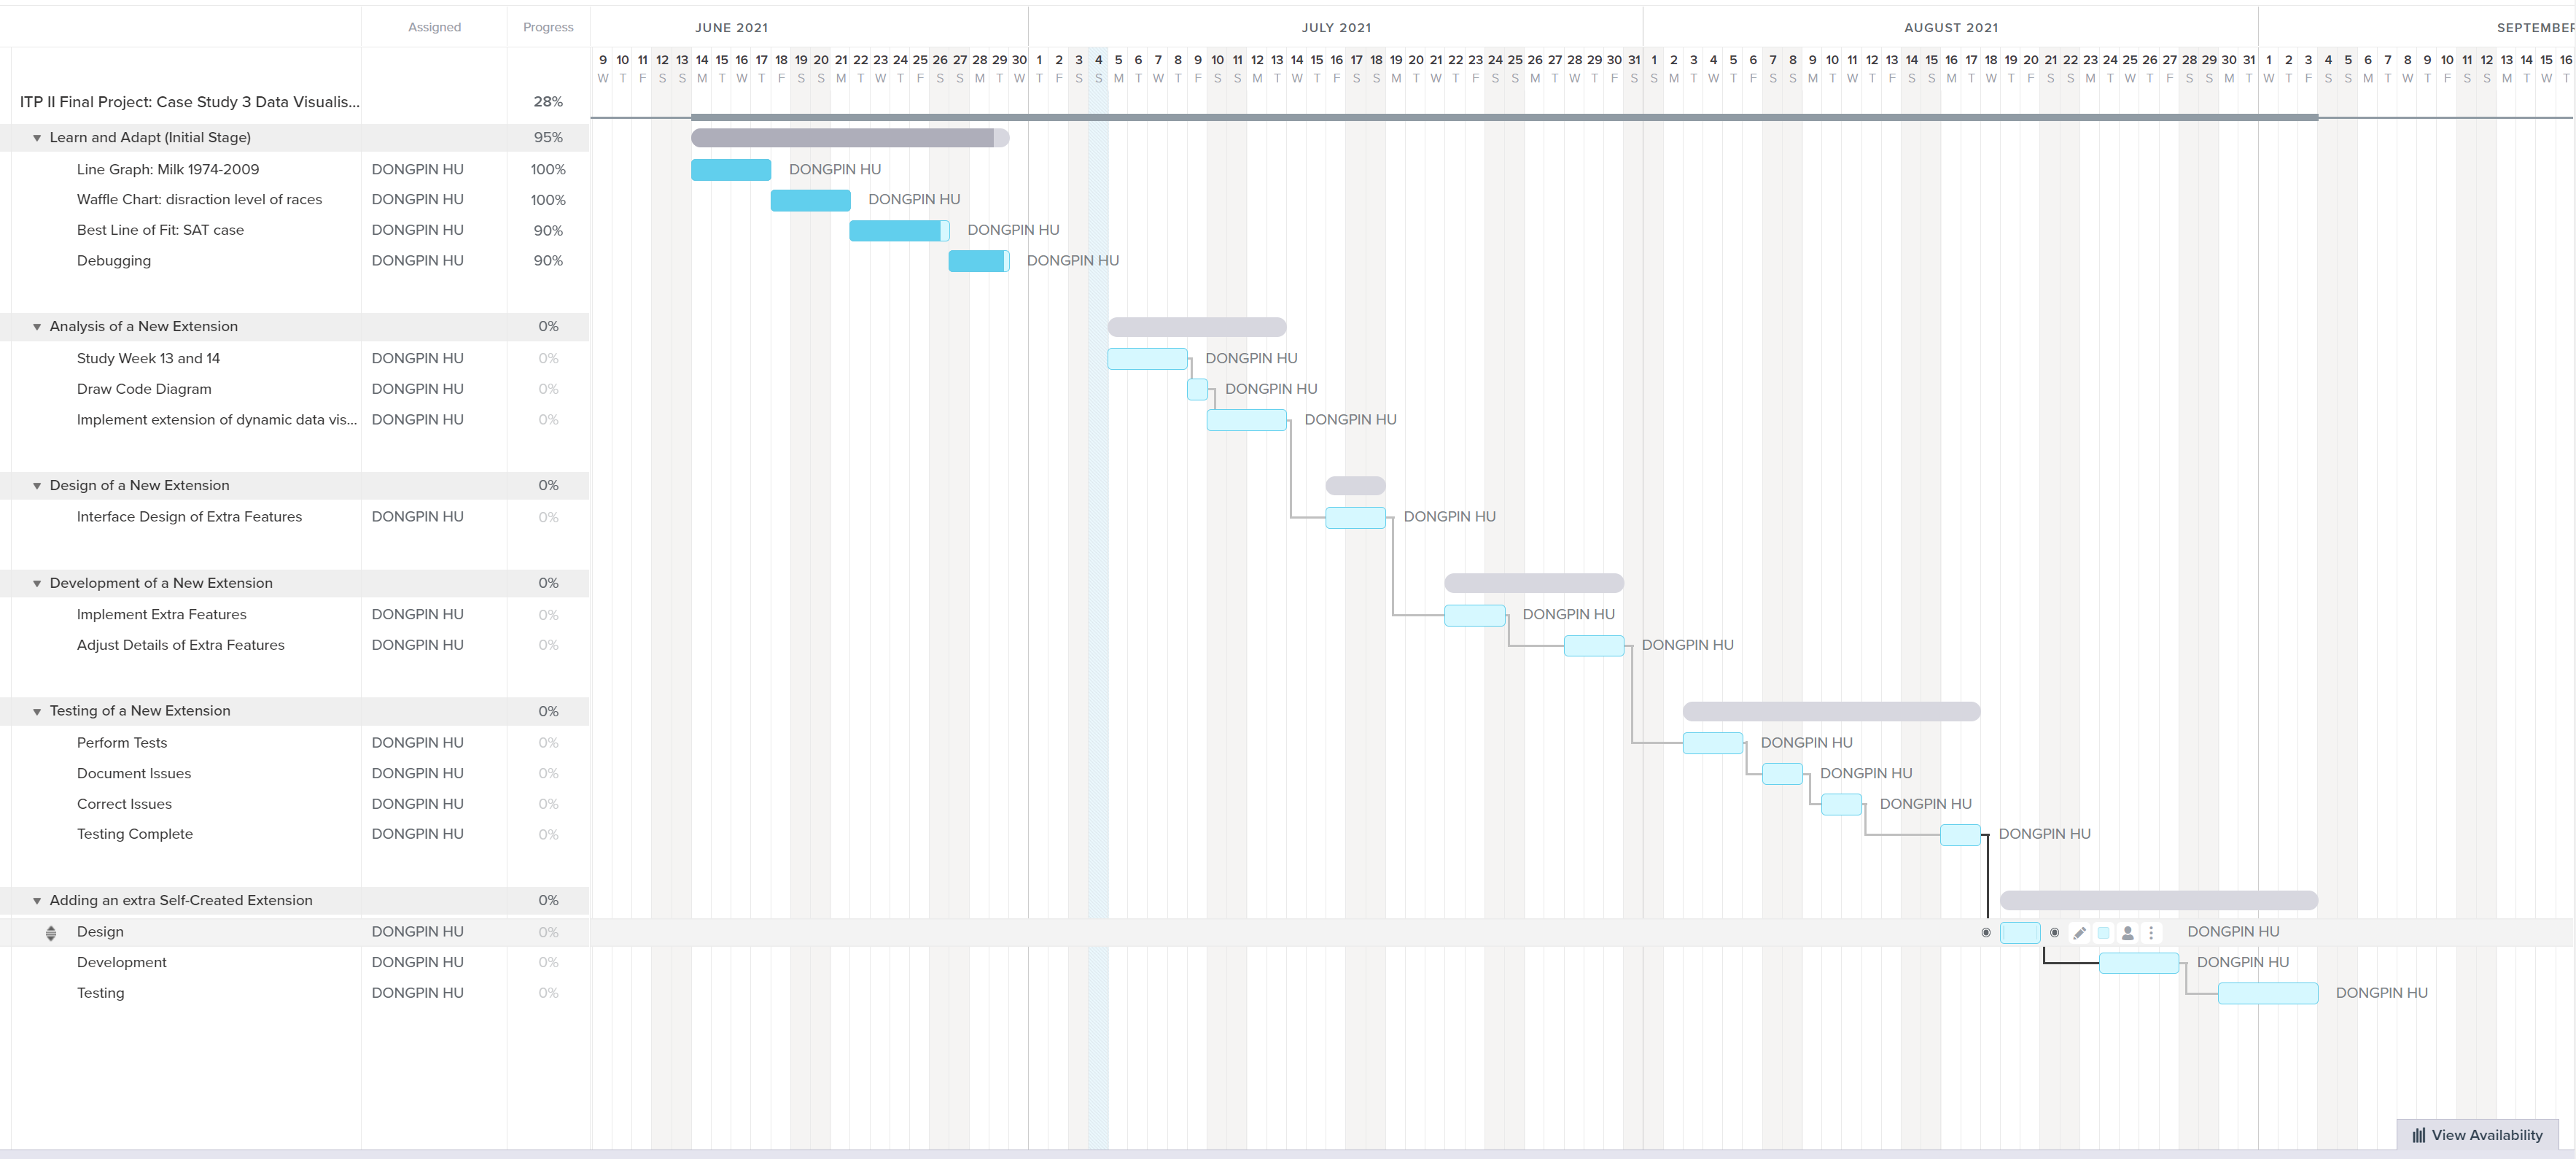 Assigned Progress JUNE 2021 JULY 2021 AUGUST 2021 SEPTEMBER
9 10 11 12 13 14 15 16 17 18 19 20 21 22 23 24 25 26 27 28 29 30 1 2 3 4 5 6 7 8 9 10 11 12 13 14 15 16 17 18 19 20 21 22 23 24 25 26 27 28 29 30 31 1 2 3 4 5 6 7 8 9 10 11 12 13 14 15 16 17 18 19 20 21 22 23 24 25 26 27 28 29 30 31 1 2 3 4 5 6 7 8 9 10 11 12 13 14 15 16
W T F S S M T W T F S S M T W T F S S M T W T F S S M T W T F S S M T W T F S S M T W T F S S M T W T F S S M T W T F S S M T W T F S S M T W T F S S M T W T F S S M T W T F S S M T W T F S S M T W T
ITP II Final Project: Case Study 3 Data Visualis... 28%
Learn and Adapt (Initial Stage) 95%
Line Graph: Milk 1974-2009 DONGPIN HU 100% DONGPIN HU
Waffle Chart: disraction level of races DONGPIN HU 100% DONGPIN HU
Best Line of Fit: SAT case DONGPIN HU 90% DONGPIN HU
Debugging DONGPIN HU 90% DONGPIN HU
Analysis of a New Extension 0%
Study Week 13 and 14 DONGPIN HU 0% DONGPIN HU
Draw Code Diagram DONGPIN HU 0% DONGPIN HU
Implement extension of dynamic data vis... DONGPIN HU 0% DONGPIN HU
Design of a New Extension 0%
Interface Design of Extra Features DONGPIN HU 0% DONGPIN HU
Development of a New Extension 0%
Implement Extra Features DONGPIN HU 0% DONGPIN HU
Adjust Details of Extra Features DONGPIN HU 0% DONGPIN HU
Testing of a New Extension 0%
Perform Tests DONGPIN HU 0% DONGPIN HU
Document Issues DONGPIN HU 0% DONGPIN HU
Correct Issues DONGPIN HU 0% DONGPIN HU
Testing Complete DONGPIN HU 0% DONGPIN HU
Adding an extra Self-Created Extension 0%
Design DONGPIN HU 0% DONGPIN HU
Development DONGPIN HU 0% DONGPIN HU
Testing DONGPIN HU 0% DONGPIN HU
View Availability